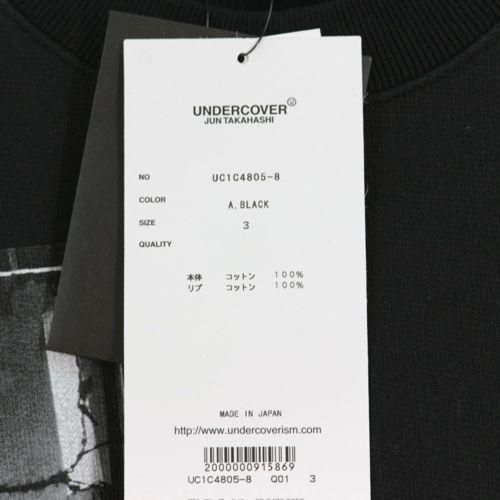 UNDERCOVER Ⓤ
JUN TAKAHASHI
NO UC1C4805-8
COLOR A.BLACK
SIZE 3
QUALITY
本体 コットン 100%
リブ コットン 100%
MADE IN JAPAN
http://www.undercoverism.com
2000000915869
UC1C4805-8 Q01 3